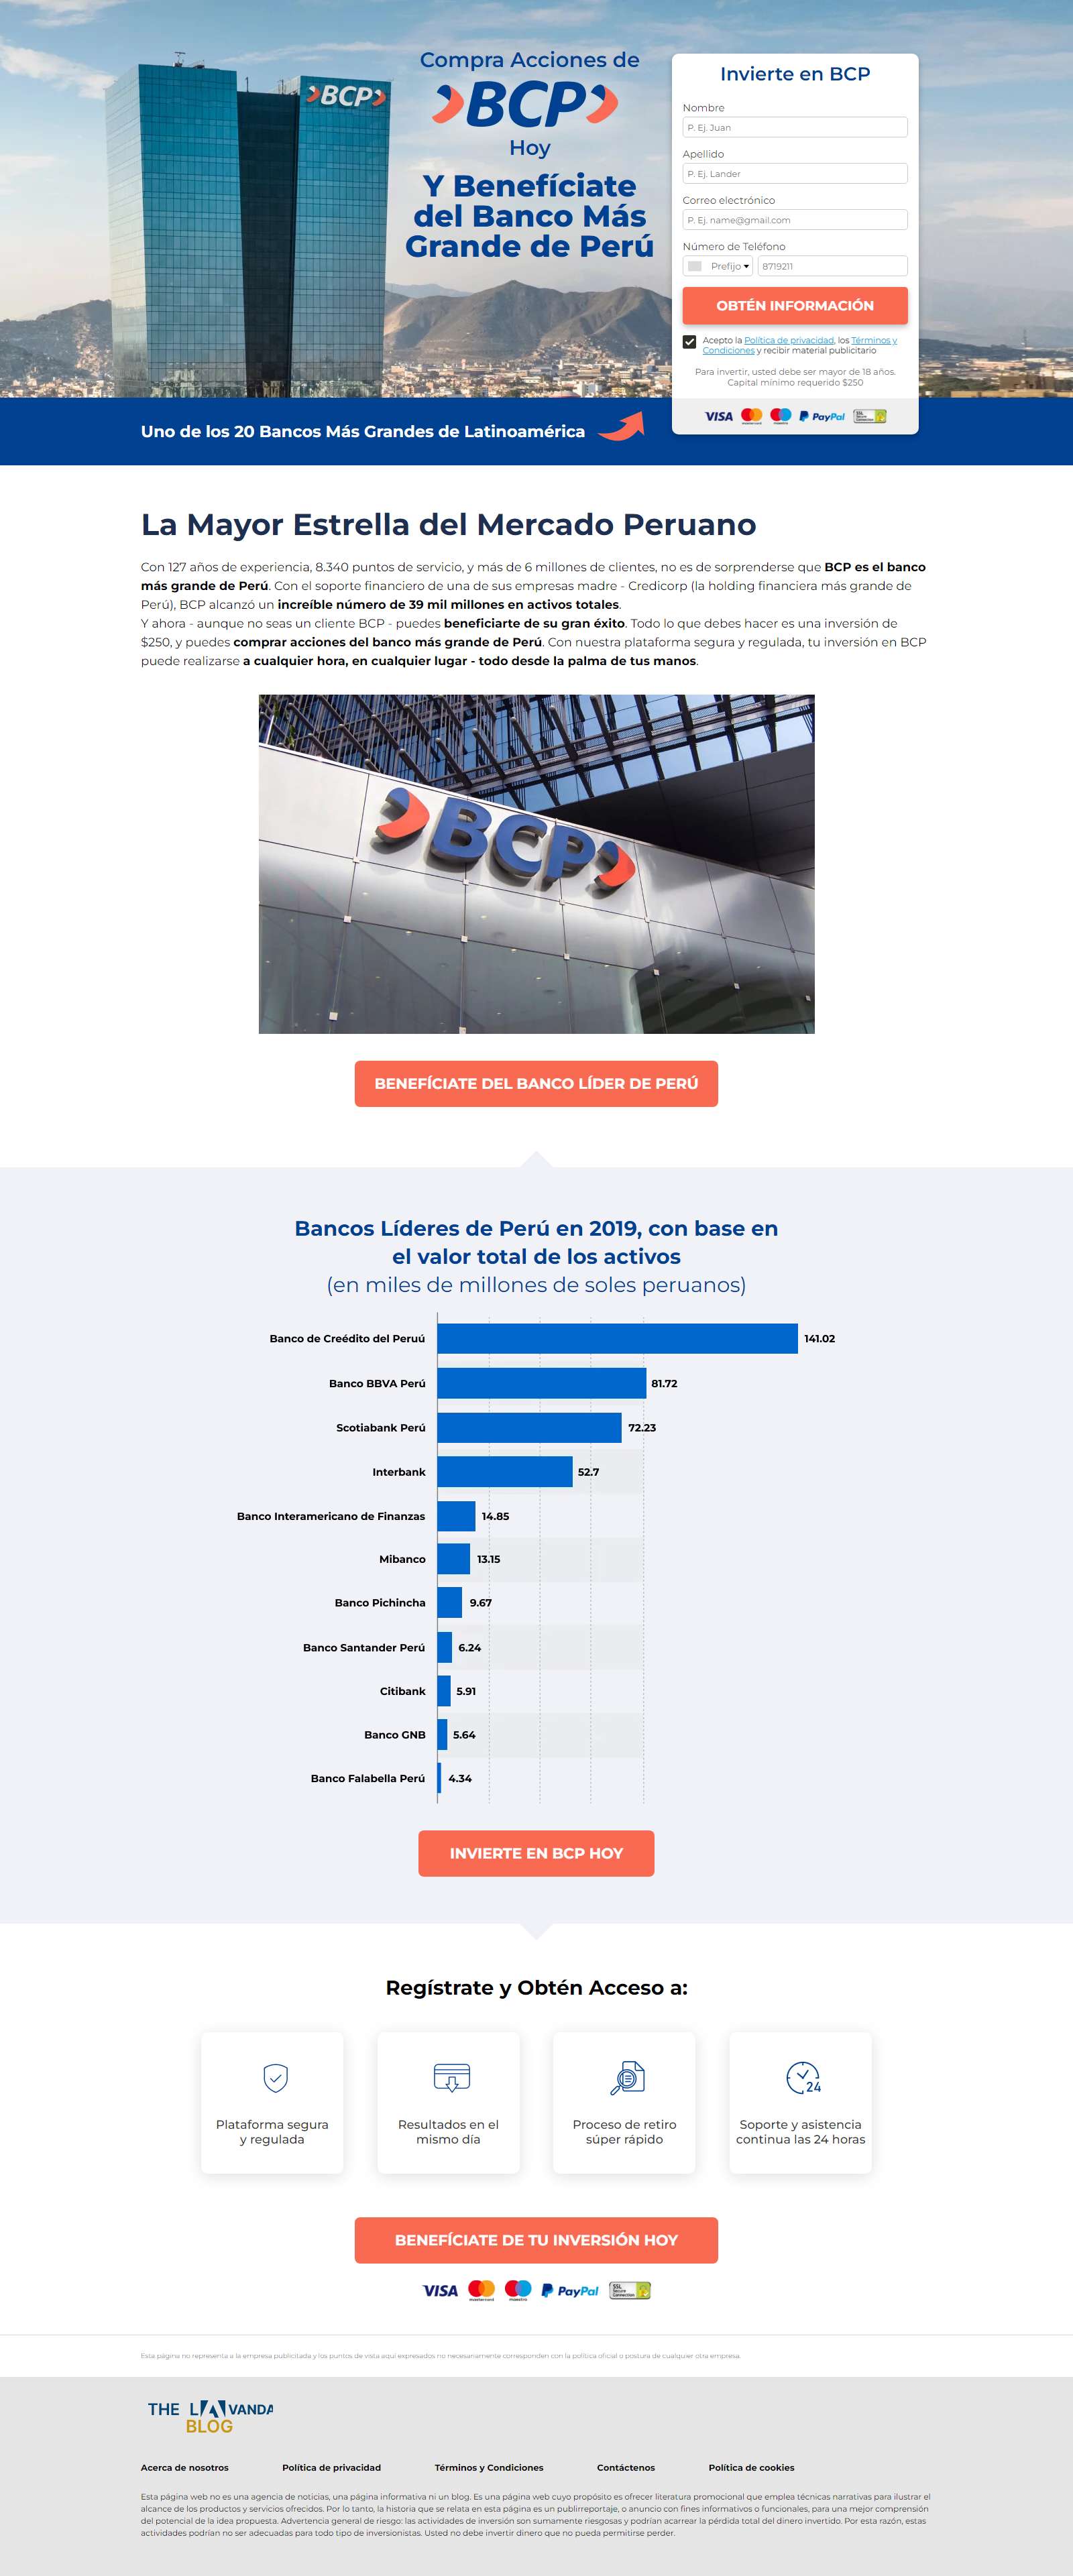 Compra Acciones de
BCP
BCP
Hoy
Y Benefíciate
del Banco Más
Grande de Perú
Invierte en BCP
Nombre
P. Ej. Juan
Apellido
P. Ej. Lander
Correo electrónico
P. Ej. name@gmail.com
Número de Teléfono
Prefijo 8719211
OBTÉN INFORMACIÓN
Acepto la Política de privacidad, los Términos y
Condiciones y recibir material publicitario
Para invertir, usted debe ser mayor de 18 años.
Capital mínimo requerido $250
VISA mastercard maestro PayPal SSL Secure Connection
Uno de los 20 Bancos Más Grandes de Latinoamérica
La Mayor Estrella del Mercado Peruano
Con 127 años de experiencia, 8.340 puntos de servicio, y más de 6 millones de clientes, no es de sorprenderse que BCP es el banco
más grande de Perú. Con el soporte financiero de una de sus empresas madre - Credicorp (la holding financiera más grande de
Perú), BCP alcanzó un increíble número de 39 mil millones en activos totales.
Y ahora - aunque no seas un cliente BCP - puedes beneficiarte de su gran éxito. Todo lo que debes hacer es una inversión de
$250, y puedes comprar acciones del banco más grande de Perú. Con nuestra plataforma segura y regulada, tu inversión en BCP
puede realizarse a cualquier hora, en cualquier lugar - todo desde la palma de tus manos.
BCP
BENEFÍCIATE DEL BANCO LÍDER DE PERÚ
Bancos Líderes de Perú en 2019, con base en
el valor total de los activos
(en miles de millones de soles peruanos)
Banco de Creédito del Peruú 141.02
Banco BBVA Perú 81.72
Scotiabank Perú 72.23
Interbank 52.7
Banco Interamericano de Finanzas 14.85
Mibanco 13.15
Banco Pichincha 9.67
Banco Santander Perú 6.24
Citibank 5.91
Banco GNB 5.64
Banco Falabella Perú 4.34
INVIERTE EN BCP HOY
Regístrate y Obtén Acceso a:
24
Plataforma segura
y regulada
Resultados en el
mismo día
Proceso de retiro
súper rápido
Soporte y asistencia
continua las 24 horas
BENEFÍCIATE DE TU INVERSIÓN HOY
VISA mastercard maestro PayPal SSL Secure Connection
Esta página no representa a la empresa publicitada y los puntos de vista aquí expresados no necesariamente corresponden con la política oficial o postura de cualquier otra empresa.
THE LAVANDA
BLOG
Acerca de nosotros Política de privacidad Términos y Condiciones Contáctenos Política de cookies
Esta página web no es una agencia de noticias, una página informativa ni un blog. Es una página web cuyo propósito es ofrecer literatura promocional que emplea técnicas narrativas para ilustrar el
alcance de los productos y servicios ofrecidos. Por lo tanto, la historia que se relata en esta página es un publirreportaje, o anuncio con fines informativos o funcionales, para una mejor comprensión
del potencial de la idea propuesta. Advertencia general de riesgo: las actividades de inversión son sumamente riesgosas y podrían acarrear la pérdida total del dinero invertido. Por esta razón, estas
actividades podrían no ser adecuadas para todo tipo de inversionistas. Usted no debe invertir dinero que no pueda permitirse perder.